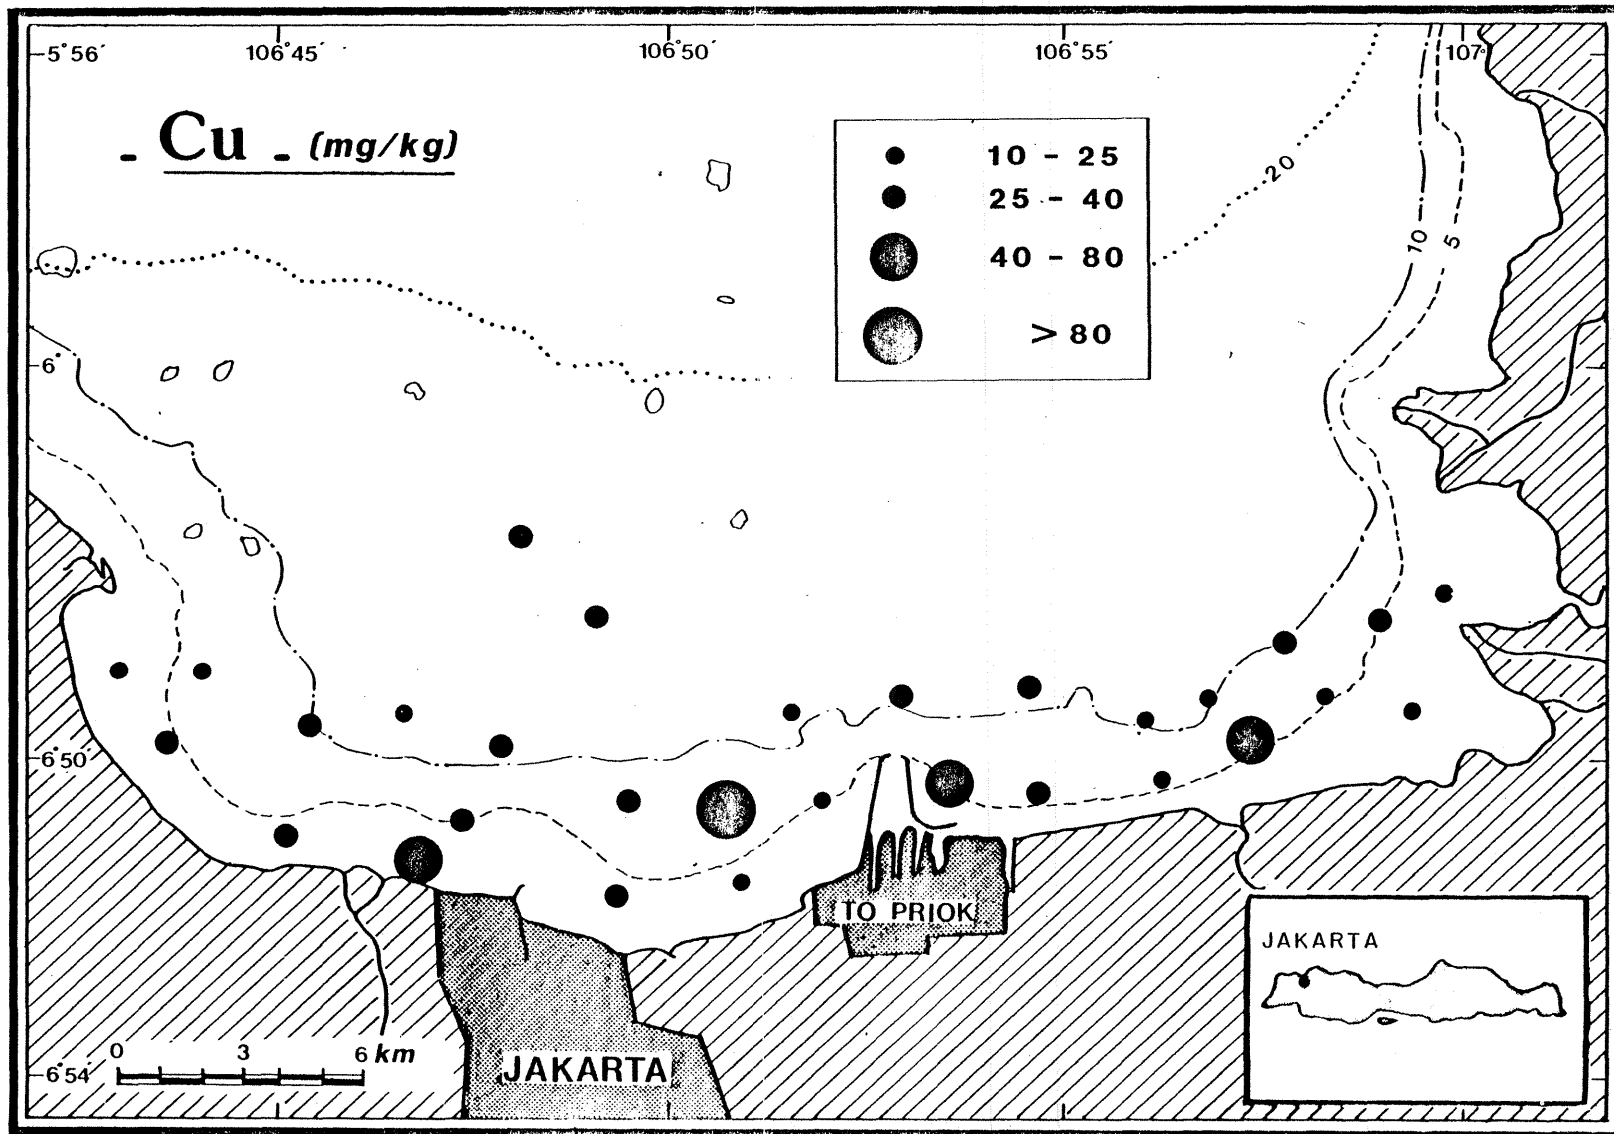 5°56′ 106°45′ 106°50′ 106°55′ 107°
- Cu - (mg/kg)
10 - 25
25 - 40
40 - 80
> 80
20
10
5
6°
6°50
TO PRIOK
JAKARTA
0 3 6 km
6°54′
JAKARTA